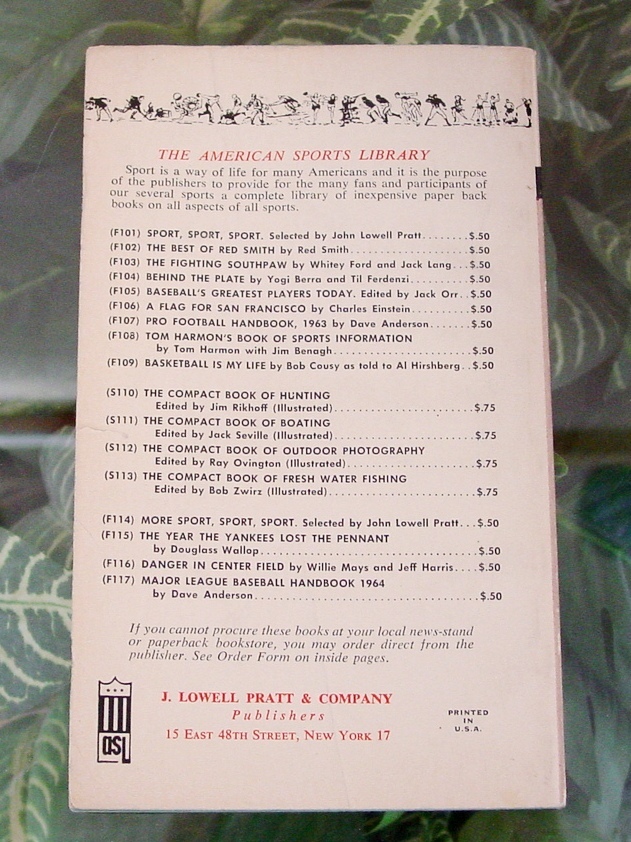 THE AMERICAN SPORTS LIBRARY
Sport is a way of life for many Americans and it is the purpose
of the publishers to provide for the many fans and participants of
our several sports a complete library of inexpensive paper back
books on all aspects of all sports.
(F101) SPORT, SPORT, SPORT. Selected by John Lowell Pratt........$.50
(F102) THE BEST OF RED SMITH by Red Smith......................$.50
(F103) THE FIGHTING SOUTHPAW by Whitey Ford and Jack Lang...$.50
(F104) BEHIND THE PLATE by Yogi Berra and Til Ferdenzi..........$.50
(F105) BASEBALL'S GREATEST PLAYERS TODAY. Edited by Jack Orr..$.50
(F106) A FLAG FOR SAN FRANCISCO by Charles Einstein..........$.50
(F107) PRO FOOTBALL HANDBOOK, 1963 by Dave Anderson.......$.50
(F108) TOM HARMON'S BOOK OF SPORTS INFORMATION
by Tom Harmon with Jim Benagh.......................$.50
(F109) BASKETBALL IS MY LIFE by Bob Cousy as told to Al Hirshberg..$.50
(S110) THE COMPACT BOOK OF HUNTING
Edited by Jim Rikhoff (Illustrated)........................$.75
(S111) THE COMPACT BOOK OF BOATING
Edited by Jack Seville (Illustrated)........................$.75
(S112) THE COMPACT BOOK OF OUTDOOR PHOTOGRAPHY
Edited by Ray Ovington (Illustrated)......................$.75
(S113) THE COMPACT BOOK OF FRESH WATER FISHING
Edited by Bob Zwirz (Illustrated).........................$.75
(F114) MORE SPORT, SPORT, SPORT. Selected by John Lowell Pratt...$.50
(F115) THE YEAR THE YANKEES LOST THE PENNANT
by Douglass Wallop....................................$.50
(F116) DANGER IN CENTER FIELD by Willie Mays and Jeff Harris....$.50
(F117) MAJOR LEAGUE BASEBALL HANDBOOK 1964
by Dave Anderson.....................................$.50
If you cannot procure these books at your local news-stand
or paperback bookstore, you may order direct from the
publisher. See Order Form on inside pages.
asl
J. LOWELL PRATT & COMPANY
Publishers
15 EAST 48TH STREET, NEW YORK 17
PRINTED
IN
U.S.A.